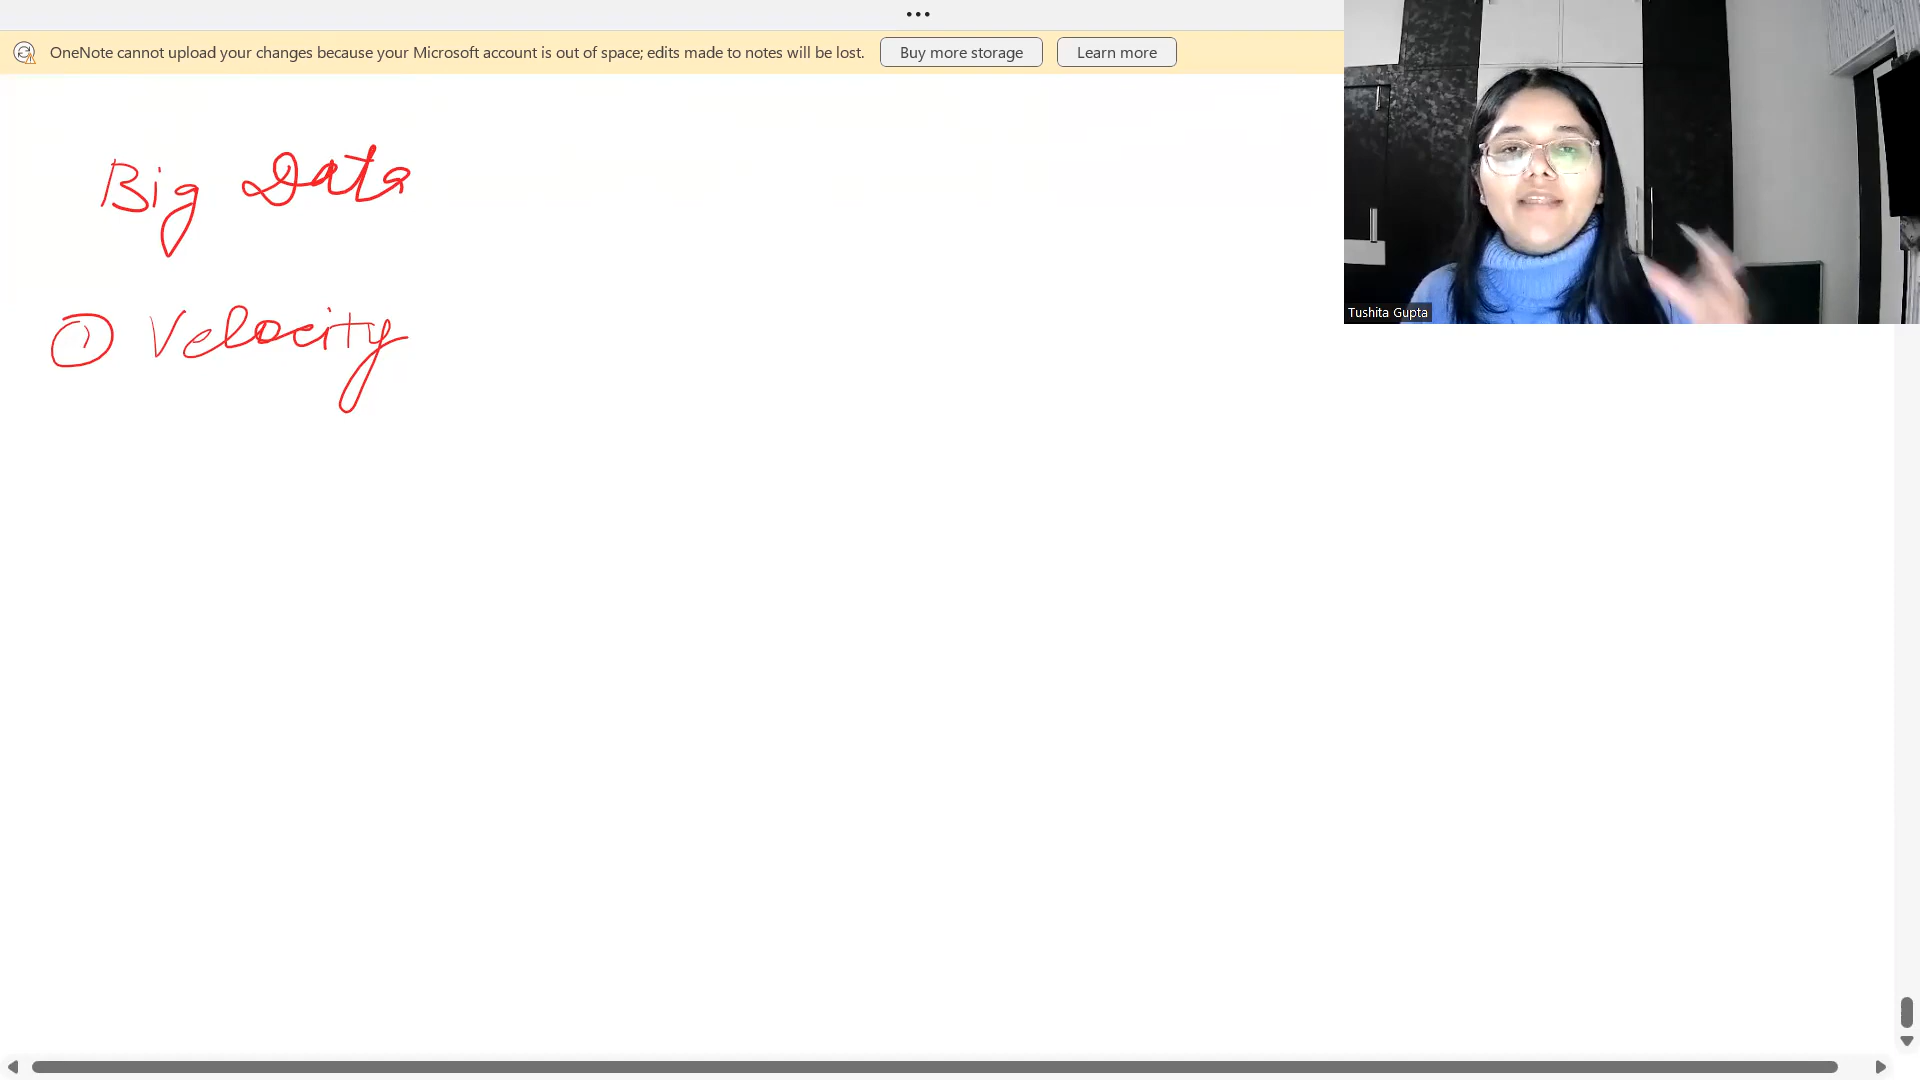 OneNote cannot upload your changes because your Microsoft account is out of space; edits made to notes will be lost. Buy more storage Learn more
Big Data
① Velocity
Tushita Gupta